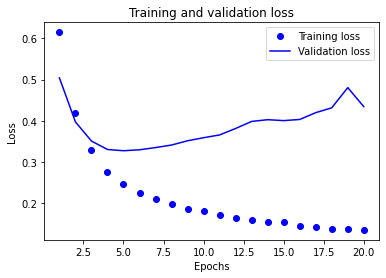 Training and validation loss
Training loss
Validation loss
0.6
0.5
0.4
0.3
0.2
Loss
2.5 5.0 7.5 10.0 12.5 15.0 17.5 20.0
Epochs